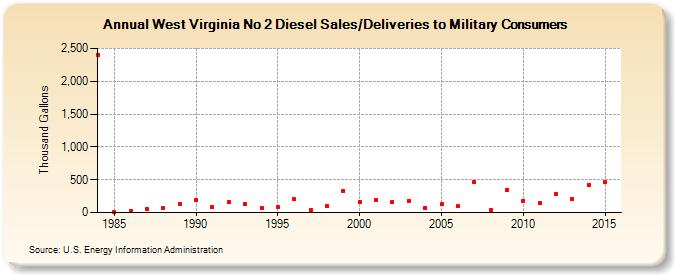 Annual West Virginia No 2 Diesel Sales/Deliveries to Military Consumers
Thousand Gallons
2,500
2,000
1,500
1,000
500
0
1985 1990 1995 2000 2005 2010 2015
Source: U.S. Energy Information Administration